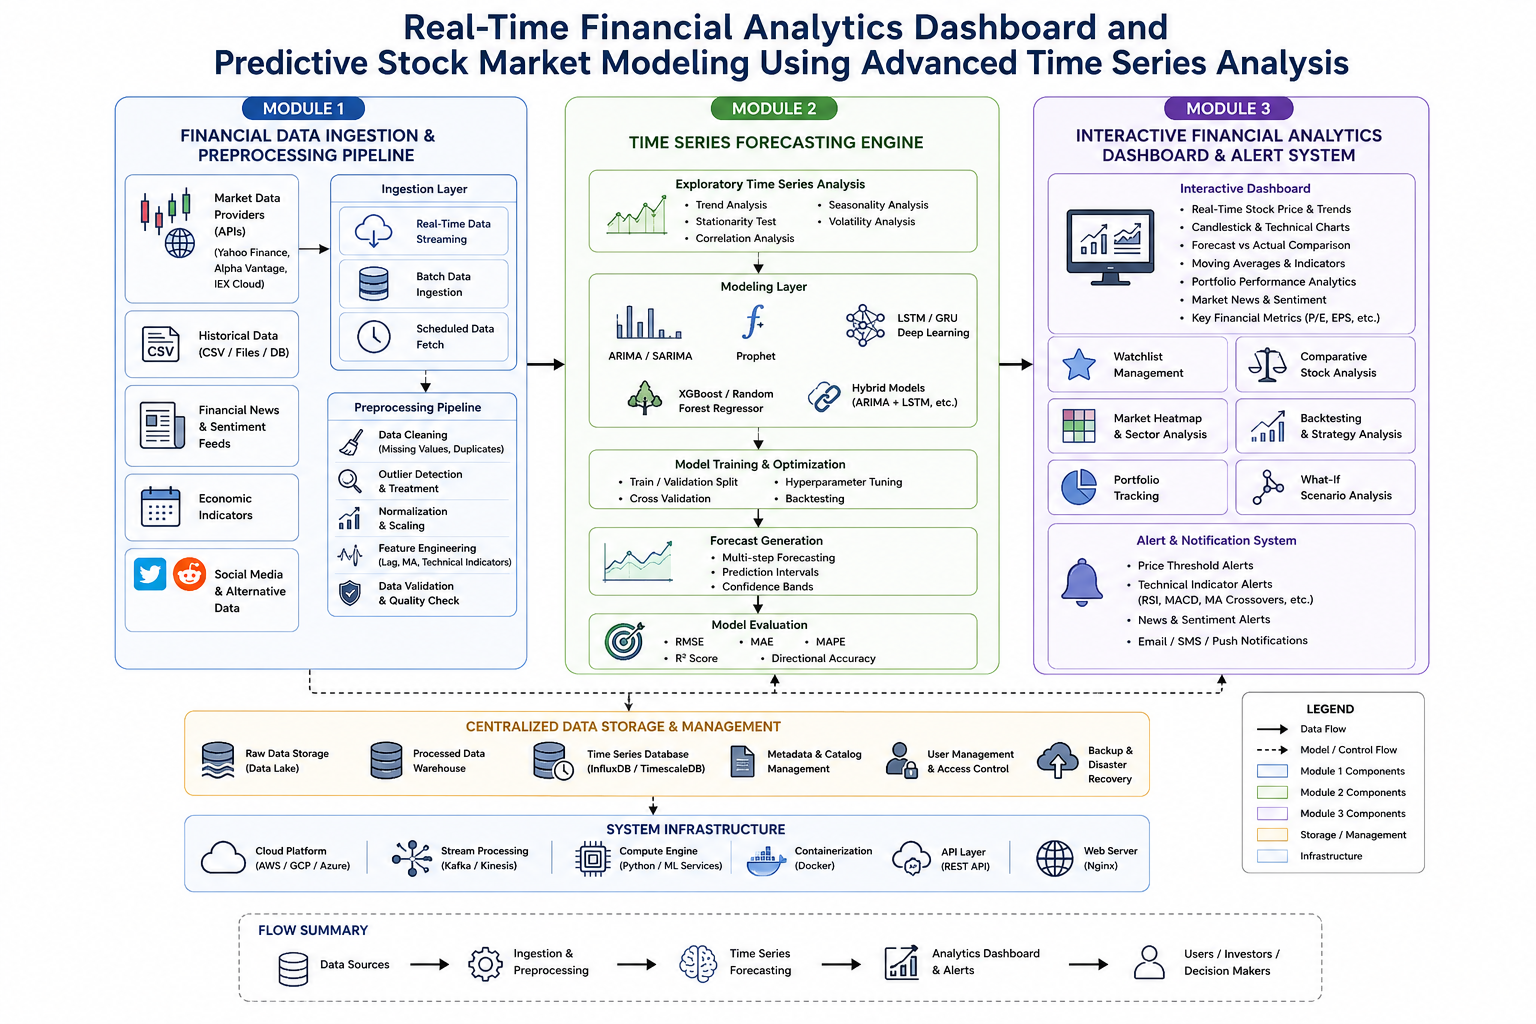 Real-Time Financial Analytics Dashboard and
Predictive Stock Market Modeling Using Advanced Time Series Analysis
MODULE 1
FINANCIAL DATA INGESTION &
PREPROCESSING PIPELINE
Market Data
Providers
(APIs)
(Yahoo Finance,
Alpha Vantage,
IEX Cloud)
CSV
Historical Data
(CSV / Files / DB)
Financial News
& Sentiment
Feeds
Economic
Indicators
Social Media
& Alternative
Data
Ingestion Layer
Real-Time Data
Streaming
Batch Data
Ingestion
Scheduled Data
Fetch
Preprocessing Pipeline
Data Cleaning
(Missing Values, Duplicates)
Outlier Detection
& Treatment
Normalization
& Scaling
Feature Engineering
(Lag, MA, Technical Indicators)
Data Validation
& Quality Check
MODULE 2
TIME SERIES FORECASTING ENGINE
Exploratory Time Series Analysis
• Trend Analysis
• Seasonality Analysis
• Stationarity Test
• Volatility Analysis
• Correlation Analysis
Modeling Layer
ARIMA / SARIMA
Prophet
LSTM / GRU
Deep Learning
XGBoost / Random
Forest Regressor
Hybrid Models
(ARIMA + LSTM, etc.)
Model Training & Optimization
• Train / Validation Split
• Hyperparameter Tuning
• Cross Validation
• Backtesting
Forecast Generation
• Multi-step Forecasting
• Prediction Intervals
• Confidence Bands
Model Evaluation
• RMSE
• MAE
• MAPE
• R² Score
• Directional Accuracy
MODULE 3
INTERACTIVE FINANCIAL ANALYTICS
DASHBOARD & ALERT SYSTEM
Interactive Dashboard
• Real-Time Stock Price & Trends
• Candlestick & Technical Charts
• Forecast vs Actual Comparison
• Moving Averages & Indicators
• Portfolio Performance Analytics
• Market News & Sentiment
• Key Financial Metrics (P/E, EPS, etc.)
Watchlist
Management
Comparative
Stock Analysis
Market Heatmap
& Sector Analysis
Backtesting
& Strategy Analysis
Portfolio
Tracking
What-If
Scenario Analysis
Alert & Notification System
• Price Threshold Alerts
• Technical Indicator Alerts
(RSI, MACD, MA Crossovers, etc.)
• News & Sentiment Alerts
• Email / SMS / Push Notifications
CENTRALIZED DATA STORAGE & MANAGEMENT
Raw Data Storage
(Data Lake)
Processed Data
Warehouse
Time Series Database
(InfluxDB / TimescaleDB)
Metadata & Catalog
Management
User Management
& Access Control
Backup &
Disaster
Recovery
SYSTEM INFRASTRUCTURE
Cloud Platform
(AWS / GCP / Azure)
Stream Processing
(Kafka / Kinesis)
Compute Engine
(Python / ML Services)
Containerization
(Docker)
API Layer
(REST API)
Web Server
(Nginx)
LEGEND
Data Flow
Model / Control Flow
Module 1 Components
Module 2 Components
Module 3 Components
Storage / Management
Infrastructure
FLOW SUMMARY
Data Sources
Ingestion &
Preprocessing
Time Series
Forecasting
Analytics Dashboard
& Alerts
Users / Investors /
Decision Makers